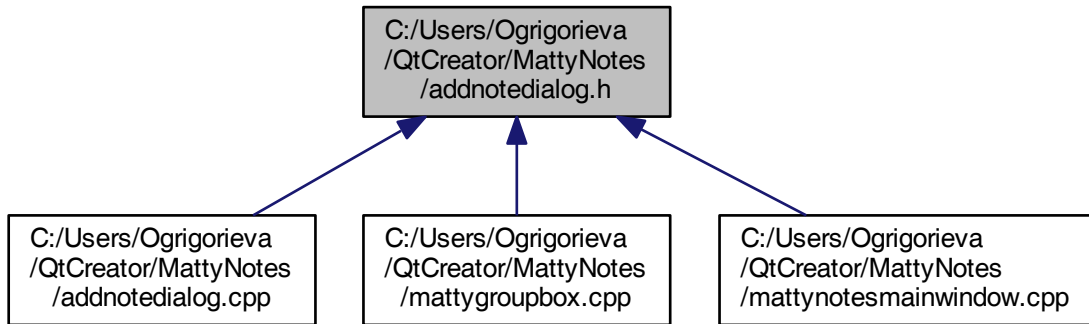 C:/Users/Ogrigorieva
/QtCreator/MattyNotes
/addnotedialog.h
C:/Users/Ogrigorieva
/QtCreator/MattyNotes
/addnotedialog.cpp
C:/Users/Ogrigorieva
/QtCreator/MattyNotes
/mattygroupbox.cpp
C:/Users/Ogrigorieva
/QtCreator/MattyNotes
/mattynotesmainwindow.cpp